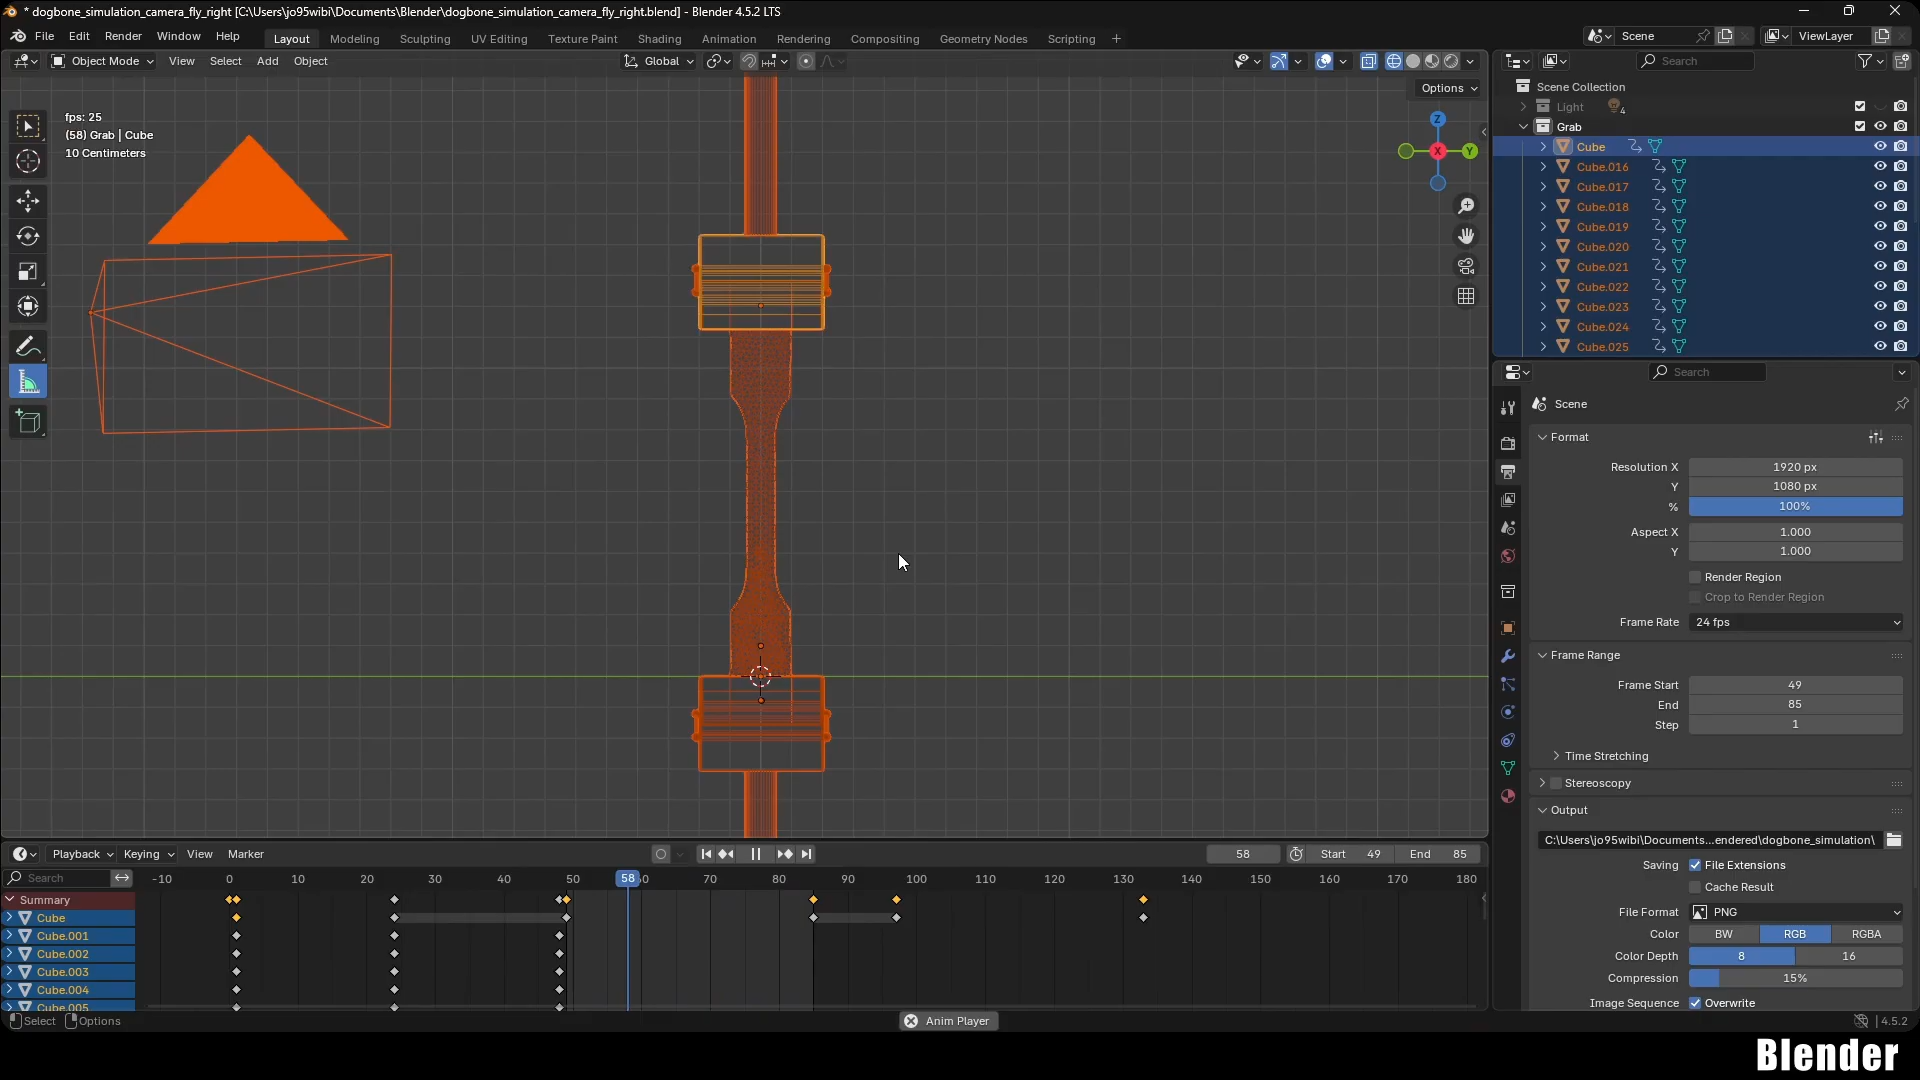 * dogbone_simulation_camera_fly_right [C:\Users\jo95wibi\Documents\Blender\dogbone_simulation_camera_fly_right.blend] - Blender 4.5.2 LTS
File Edit Render Window Help Layout Modeling Sculpting UV Editing Texture Paint Shading Animation Rendering Compositing Geometry Nodes Scripting + Scene ViewLayer
Object Mode View Select Add Object Global Search
Options
fps: 25
(58) Grab | Cube
10 Centimeters
Z
X
Y
Scene Collection
Light 4
Grab
Cube
Cube.016
Cube.017
Cube.018
Cube.019
Cube.020
Cube.021
Cube.022
Cube.023
Cube.024
Cube.025
Search
Scene
Format
Resolution X 1920 px
Y 1080 px
% 100%
Aspect X 1.000
Y 1.000
Render Region
Crop to Render Region
Frame Rate 24 fps
Frame Range
Frame Start 49
End 85
Step 1
Time Stretching
Stereoscopy
Output
C:\Users\jo95wibi\Documents...endered\dogbone_simulation\
Saving File Extensions
Cache Result
File Format PNG
Color BW RGB RGBA
Color Depth 8 16
Compression 15%
Image Sequence Overwrite
Playback Keying View Marker 58 Start 49 End 85
Search -10 0 10 20 30 40 50 58 60 70 80 90 100 110 120 130 140 150 160 170 180
Summary
Cube
Cube.001
Cube.002
Cube.003
Cube.004
Cube.005
Select Options Anim Player 4.5.2
Blender